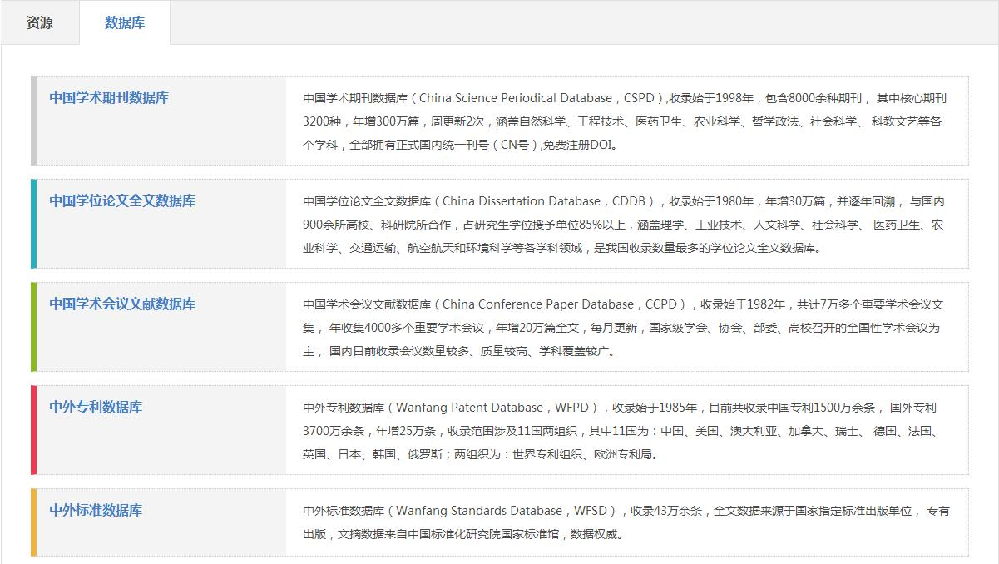 资源
数据库
中国学术期刊数据库
中国学术期刊数据库（China Science Periodical Database，CSPD）,收录始于1998年，包含8000余种期刊， 其中核心期刊
3200种，年增300万篇，周更新2次，涵盖自然科学、工程技术、医药卫生、农业科学、哲学政法、社会科学、 科教文艺等各
个学科，全部拥有正式国内统一刊号（CN号）,免费注册DOI。
中国学位论文全文数据库
中国学位论文全文数据库（China Dissertation Database，CDDB），收录始于1980年，年增30万篇，并逐年回溯， 与国内
900余所高校、科研院所合作，占研究生学位授予单位85%以上，涵盖理学、工业技术、人文科学、社会科学、 医药卫生、农
业科学、交通运输、航空航天和环境科学等各学科领域，是我国收录数量最多的学位论文全文数据库。
中国学术会议文献数据库
中国学术会议文献数据库（China Conference Paper Database，CCPD），收录始于1982年，共计7万多个重要学术会议文
集， 年收集4000多个重要学术会议，年增20万篇全文，每月更新，国家级学会、协会、部委、高校召开的全国性学术会议为
主， 国内目前收录会议数量较多、质量较高、学科覆盖较广。
中外专利数据库
中外专利数据库（Wanfang Patent Database，WFPD），收录始于1985年，目前共收录中国专利1500万余条， 国外专利
3700万余条，年增25万条，收录范围涉及11国两组织，其中11国为：中国、美国、澳大利亚、加拿大、瑞士、 德国、法国、
英国、日本、韩国、俄罗斯；两组织为：世界专利组织、欧洲专利局。
中外标准数据库
中外标准数据库（Wanfang Standards Database，WFSD），收录43万余条，全文数据来源于国家指定标准出版单位， 专有
出版，文摘数据来自中国标准化研究院国家标准馆，数据权威。